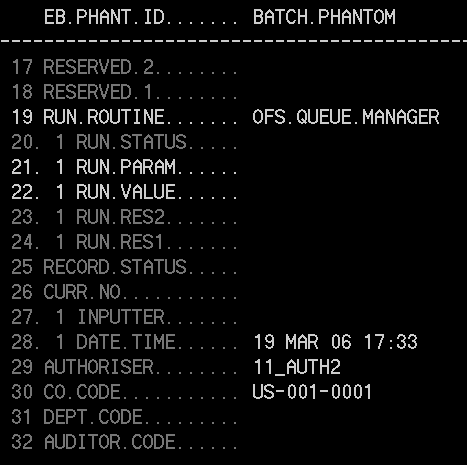 EB.PHANT.ID....... BATCH.PHANTOM
------------------------------------------------
17 RESERVED.2........
18 RESERVED.1........
19 RUN.ROUTINE....... OFS.QUEUE.MANAGER
20. 1 RUN.STATUS.....
21. 1 RUN.PARAM......
22. 1 RUN.VALUE......
23. 1 RUN.RES2.......
24. 1 RUN.RES1.......
25 RECORD.STATUS.....
26 CURR.NO...........
27. 1 INPUTTER.......
28. 1 DATE.TIME...... 19 MAR 06 17:33
29 AUTHORISER........ 11_AUTH2
30 CO.CODE........... US-001-0001
31 DEPT.CODE.........
32 AUDITOR.CODE......